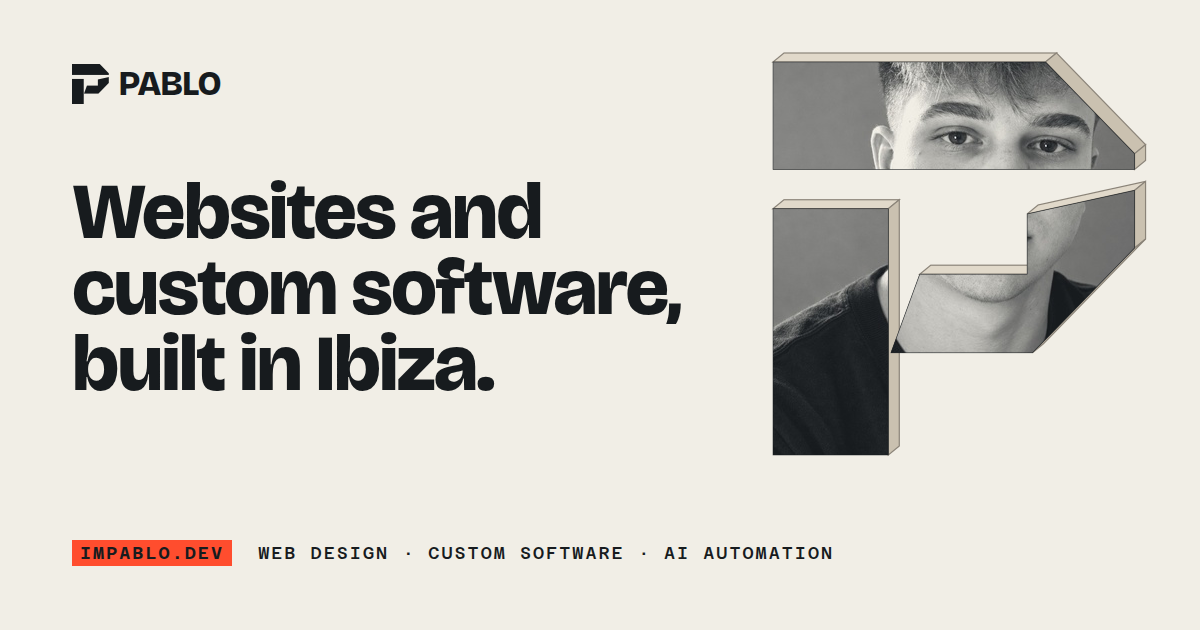 PABLO
Websites and
custom software,
built in Ibiza.
IMPABLO.DEV WEB DESIGN · CUSTOM SOFTWARE · AI AUTOMATION